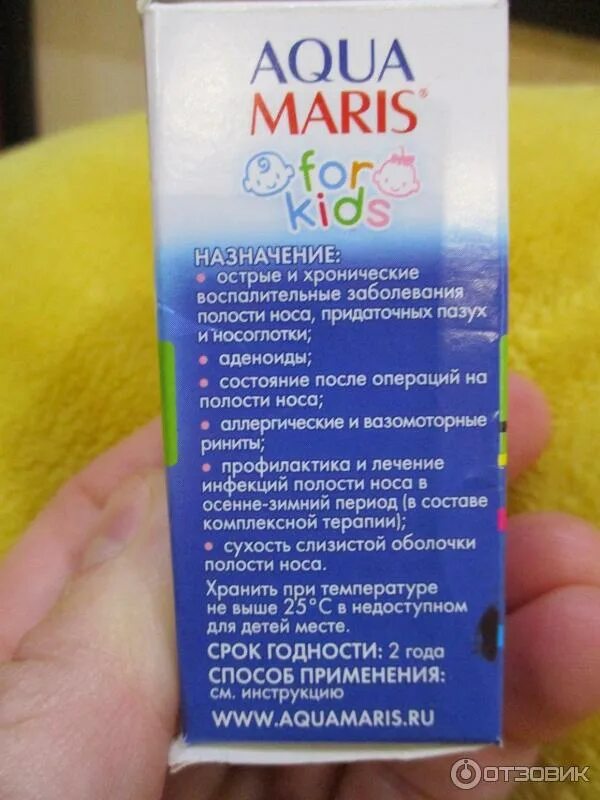 AQUA
MARIS®
for
kids
НАЗНАЧЕНИЕ:
• острые и хронические
воспалительные заболевания
полости носа, придаточных пазух
и носоглотки;
• аденоиды;
• состояние после операций на
полости носа;
• аллергические и вазомоторные
риниты;
• профилактика и лечение
инфекций полости носа в
осенне-зимний период (в составе
комплексной терапии);
• сухость слизистой оболочки
полости носа.
Хранить при температуре
не выше 25°С в недоступном
для детей месте.
СРОК ГОДНОСТИ: 2 года
СПОСОБ ПРИМЕНЕНИЯ:
см. инструкцию
WWW.AQUAMARIS.RU
ОТЗОВИК